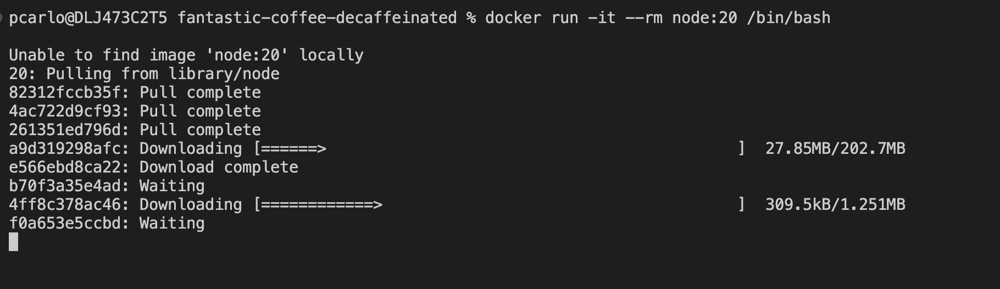 pcarlo@DLJ473C2T5 fantastic-coffee-decaffeinated % docker run -it --rm node:20 /bin/bash
Unable to find image 'node:20' locally
20: Pulling from library/node
82312fccb35f: Pull complete
4ac722d9cf93: Pull complete
261351ed796d: Pull complete
a9d319298afc: Downloading [======>                                            ]  27.85MB/202.7MB
e566ebd8ca22: Download complete
b70f3a35e4ad: Waiting
4ff8c378ac46: Downloading [============>                                      ]  309.5kB/1.251MB
f0a653e5ccbd: Waiting